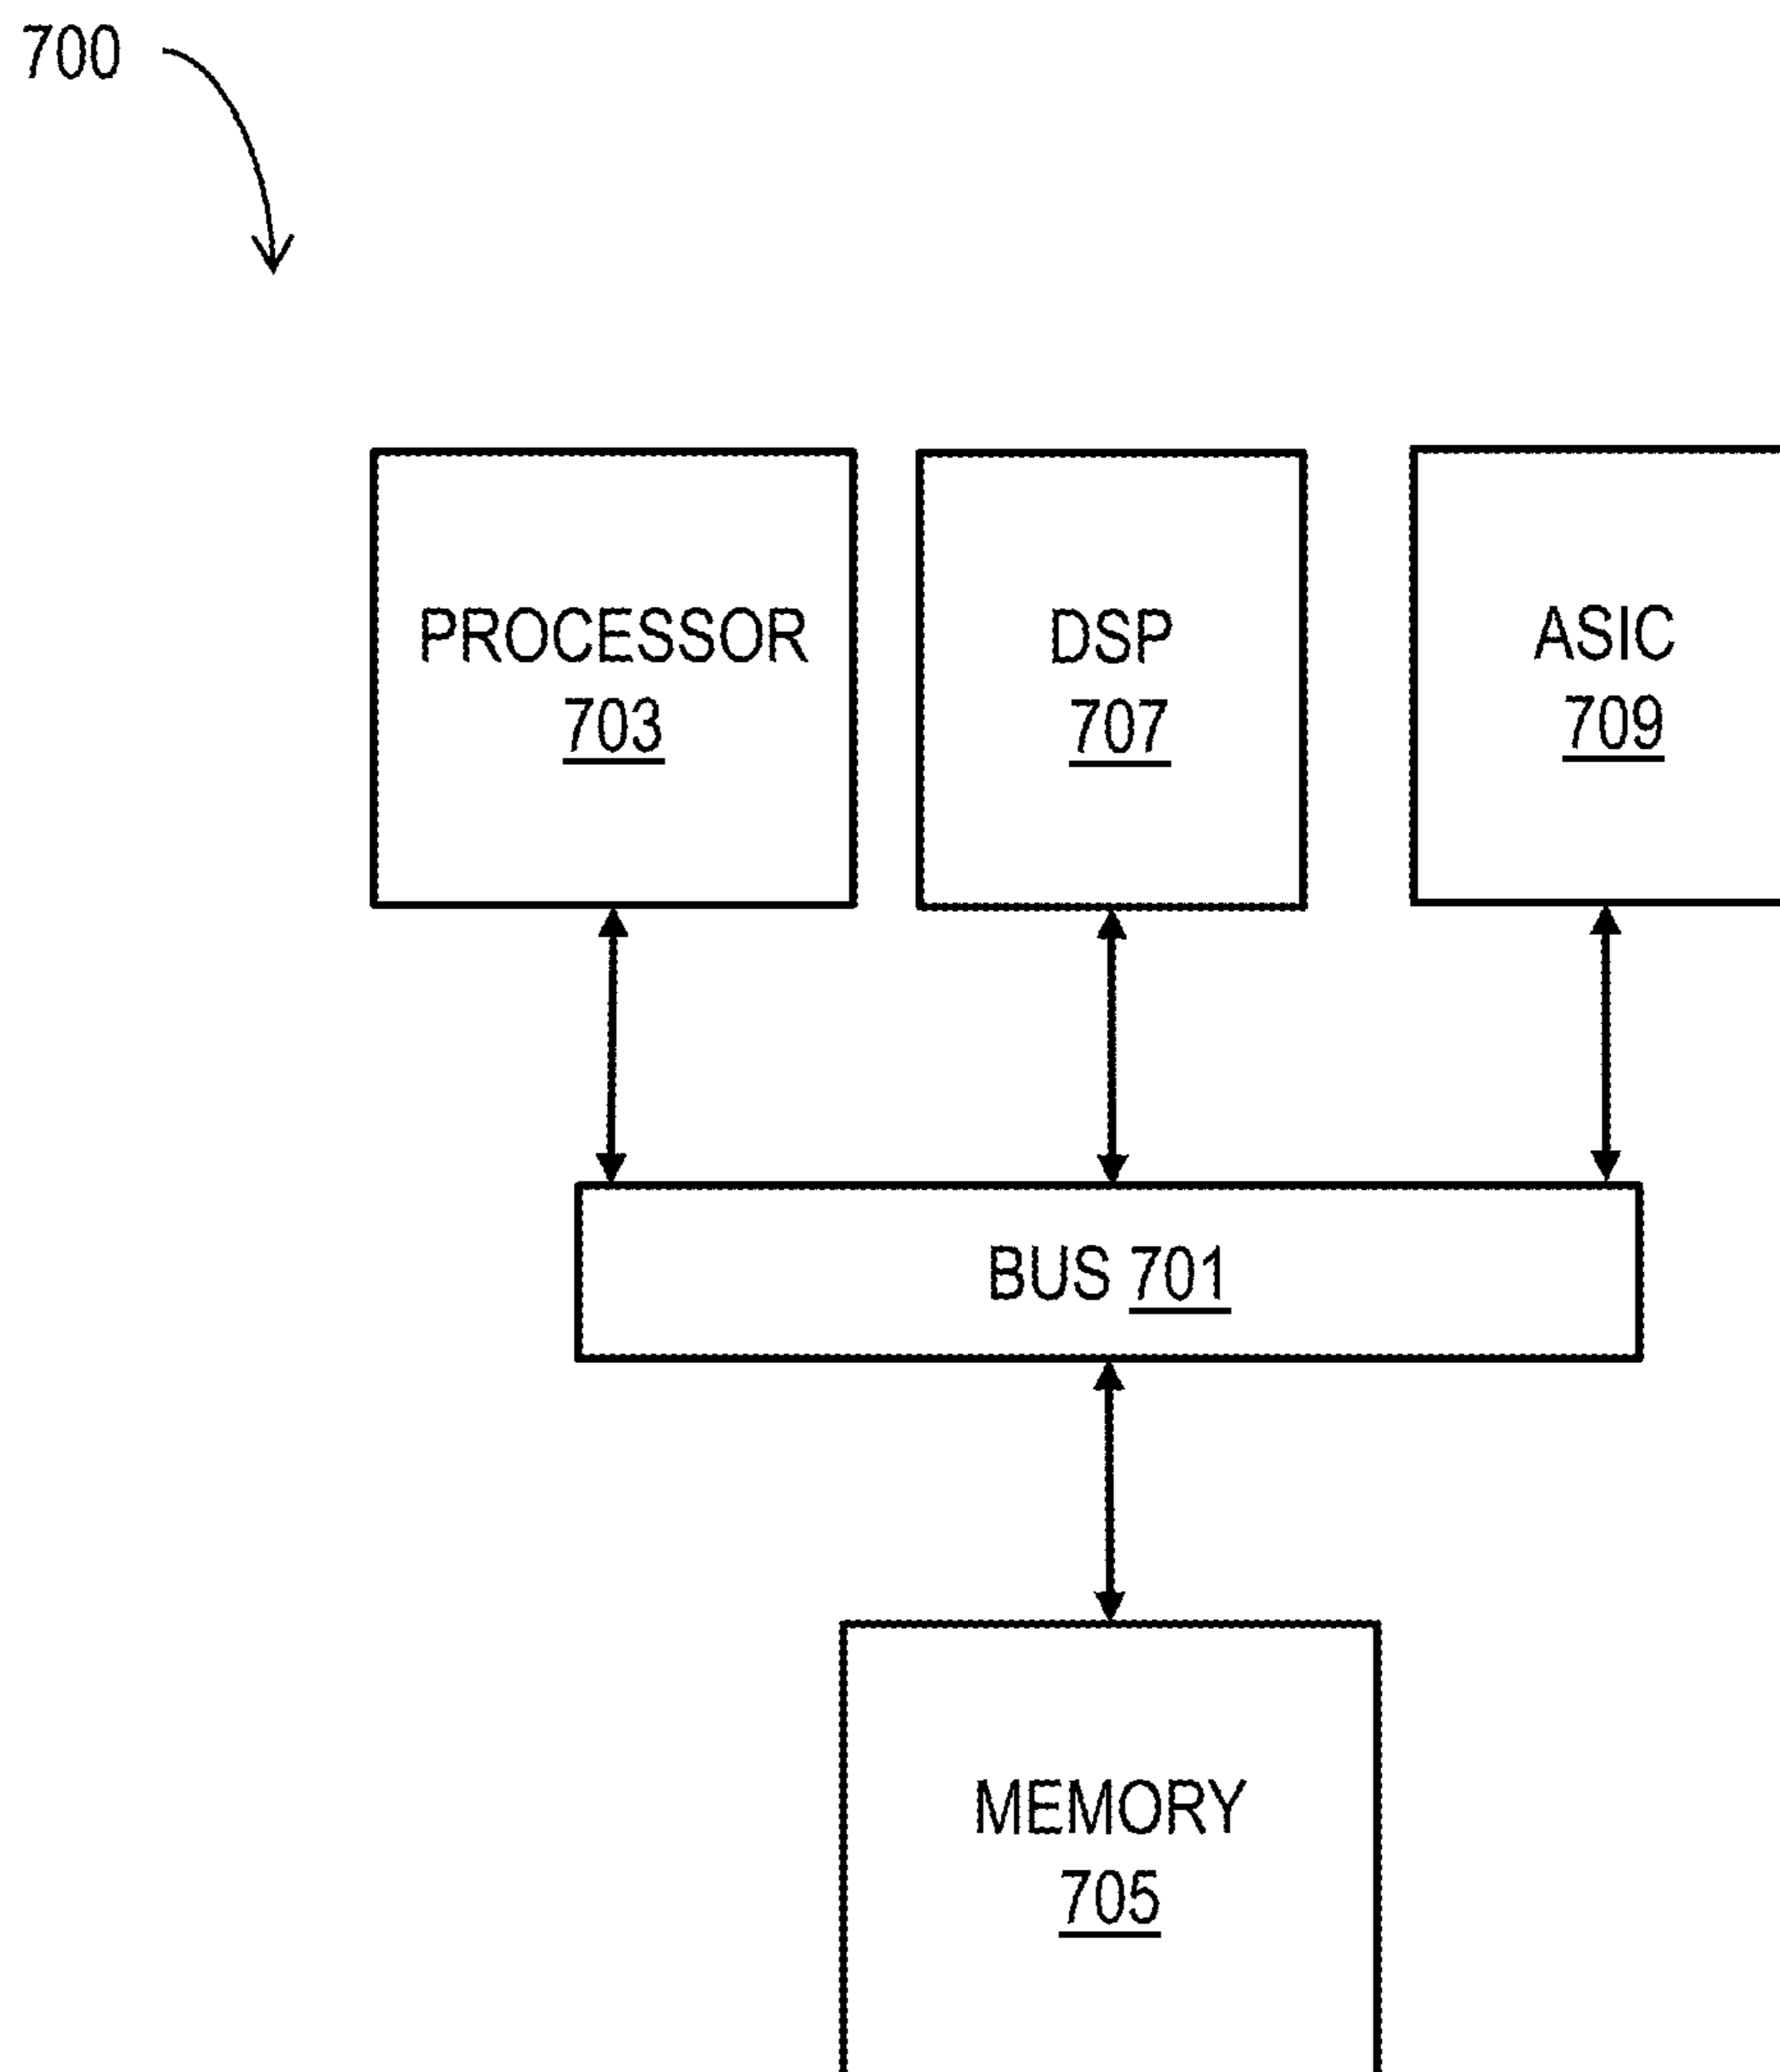 700
PROCESSOR
703
DSP
707
ASIC
709
BUS 701
MEMORY
705